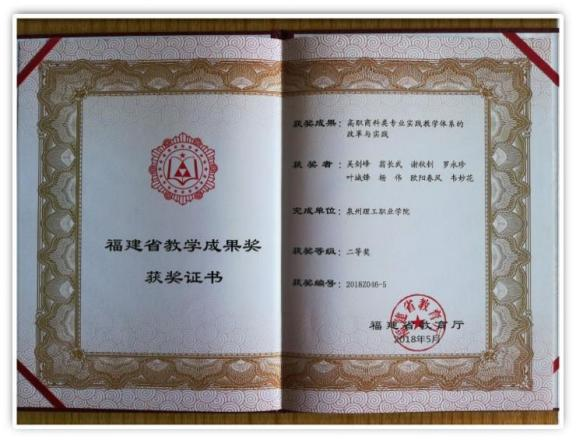 福建省教学成果奖
获奖证书
获奖成果：高职商科类专业实践教学体系的
改革与实践
获奖者：吴剑峰 翁长武 谢秋钊 罗永珍
叶城锋 杨伟 欧阳春风 韦妙花
完成单位：泉州理工职业学院
获奖等级：二等奖
获奖编号：2018Z046-5
福建省教育厅
2018年5月